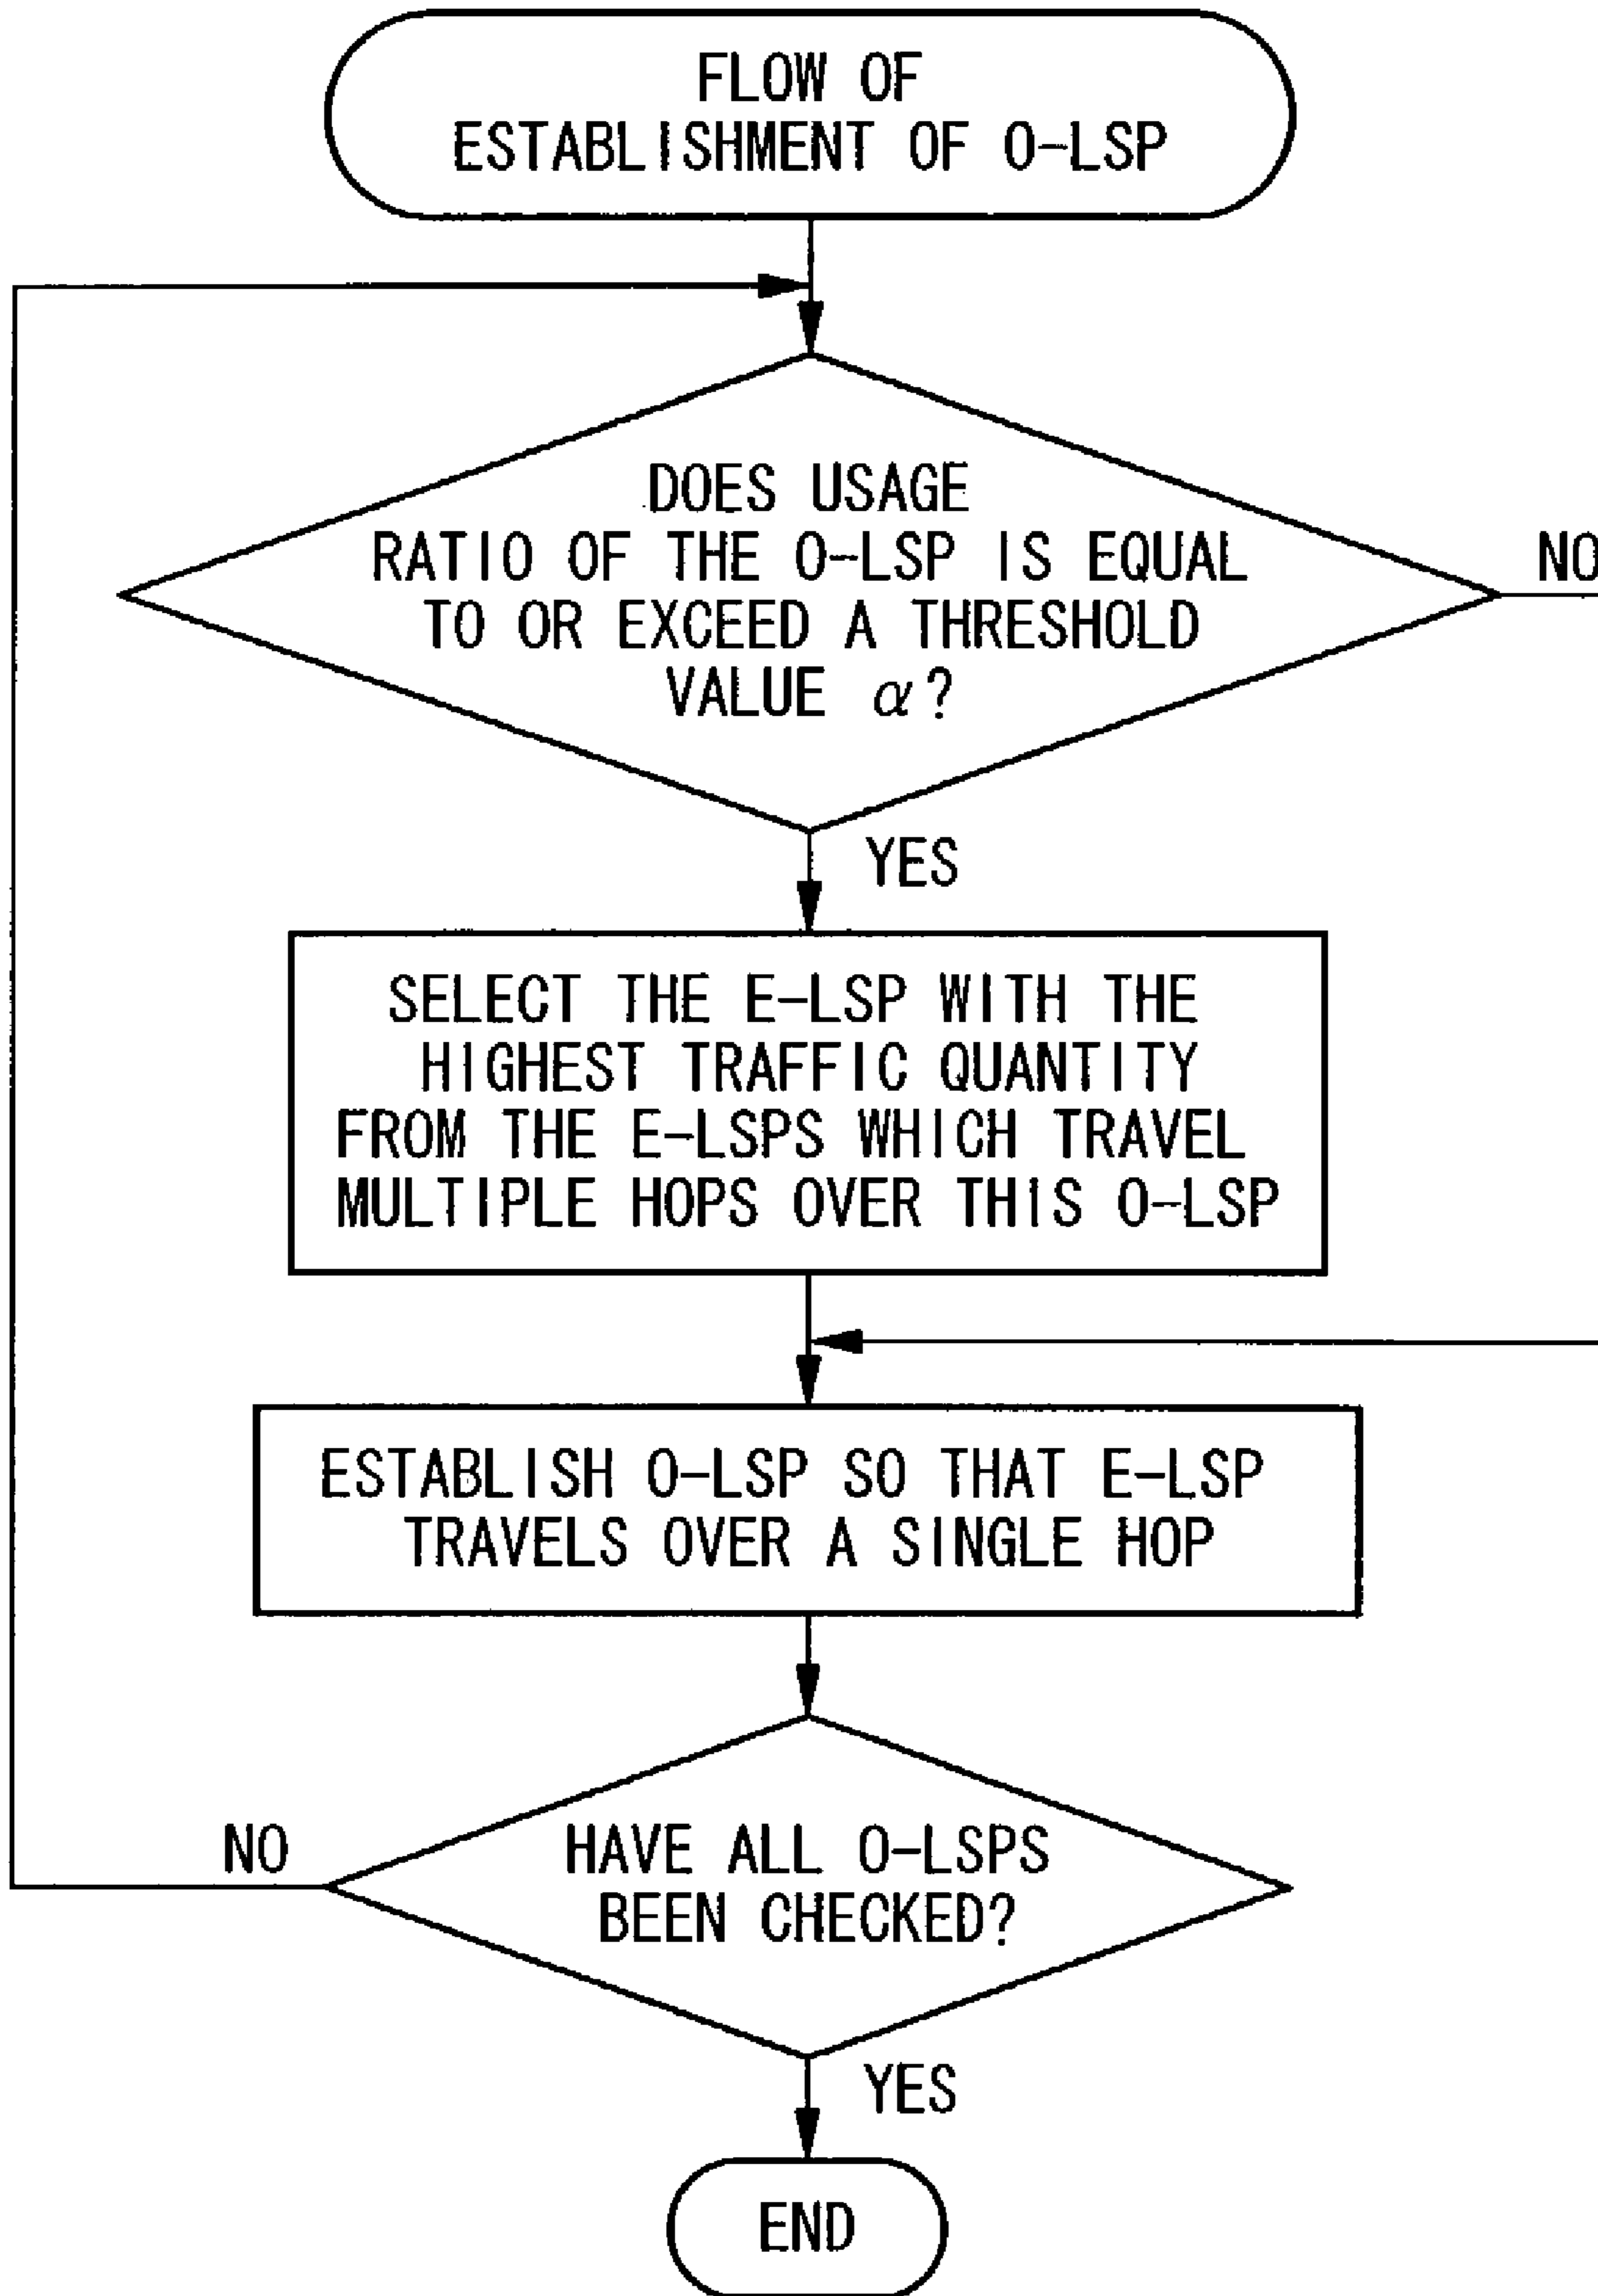 FLOW OF
ESTABLISHMENT OF O-LSP
DOES USAGE
RATIO OF THE O-LSP IS EQUAL
TO OR EXCEED A THRESHOLD
VALUE α?
NO
YES
SELECT THE E-LSP WITH THE
HIGHEST TRAFFIC QUANTITY
FROM THE E-LSPS WHICH TRAVEL
MULTIPLE HOPS OVER THIS O-LSP
ESTABLISH O-LSP SO THAT E-LSP
TRAVELS OVER A SINGLE HOP
NO
HAVE ALL O-LSPS
BEEN CHECKED?
YES
END